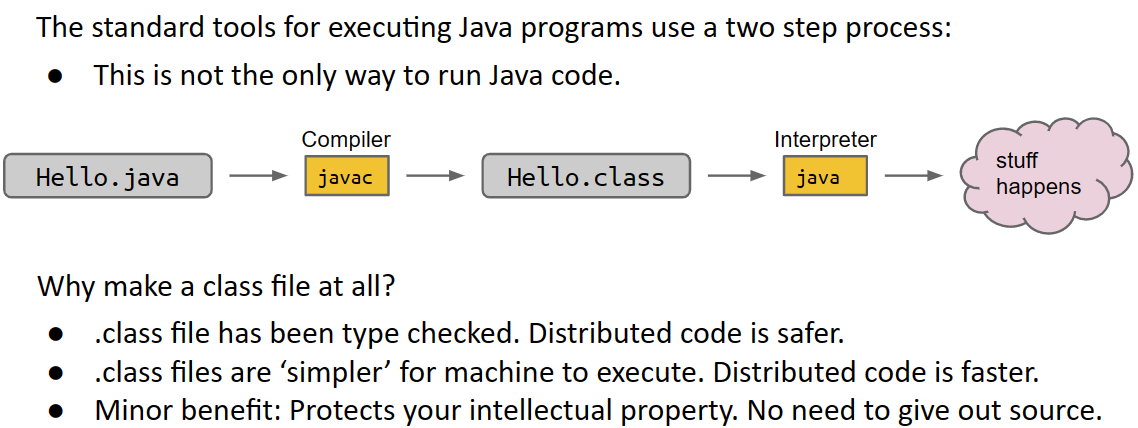 The standard tools for executing Java programs use a two step process:
● This is not the only way to run Java code.
Compiler
Interpreter
Hello.java
javac
Hello.class
java
stuff
happens
Why make a class file at all?
● .class file has been type checked. Distributed code is safer.
● .class files are ‘simpler’ for machine to execute. Distributed code is faster.
● Minor benefit: Protects your intellectual property. No need to give out source.